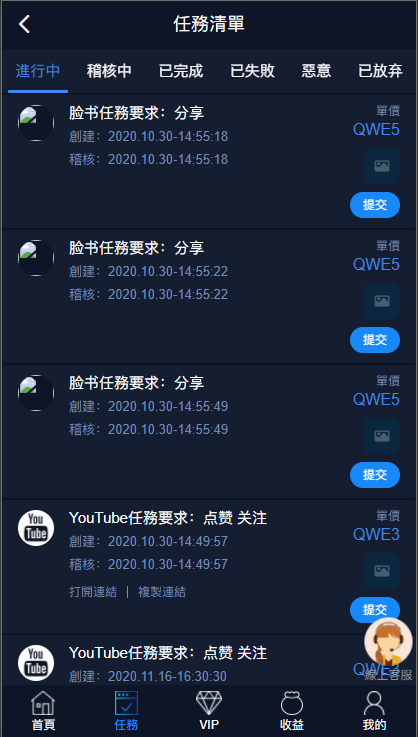 任務清單
進行中 稽核中 已完成 已失敗 惡意 已放弃
脸书任務要求：分享
單價
創建：2020.10.30-14:55:18
QWE5
稽核：2020.10.30-14:55:18
提交
脸书任務要求：分享
單價
創建：2020.10.30-14:55:22
QWE5
稽核：2020.10.30-14:55:22
提交
脸书任務要求：分享
單價
創建：2020.10.30-14:55:49
QWE5
稽核：2020.10.30-14:55:49
提交
You
Tube
YouTube任務要求：点赞 关注
單價
創建：2020.10.30-14:49:57
QWE3
稽核：2020.10.30-14:49:57
打開連結 | 複製連結
提交
You
Tube
YouTube任務要求：点赞 关注
創建：2020.11.16-16:30:30
QWE3
線上客服
首頁 任務 VIP 收益 我的